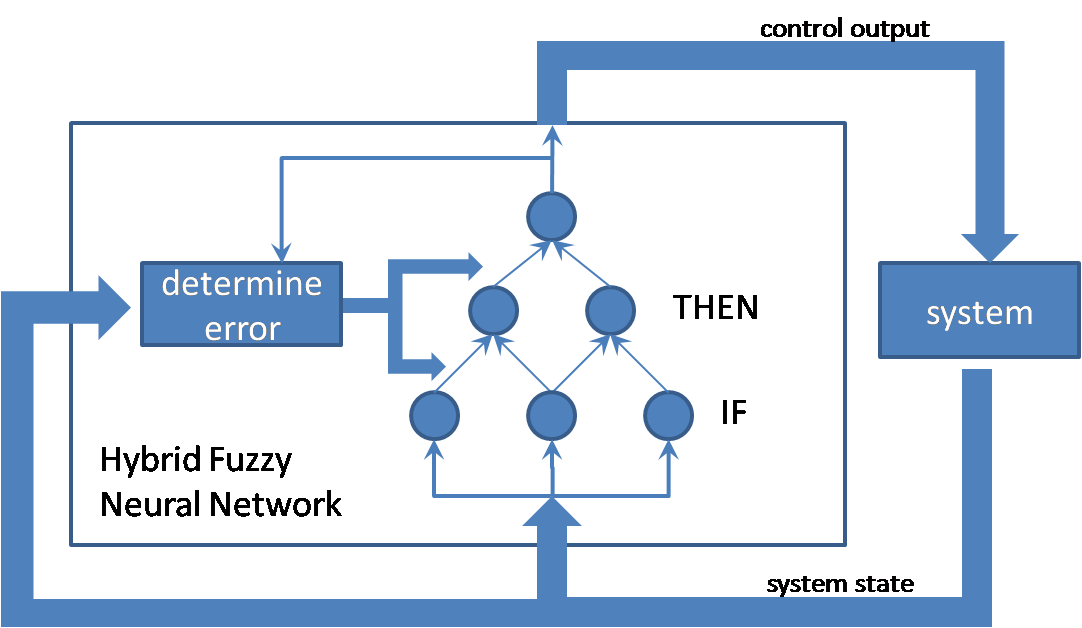 control output
determine
error
THEN
system
IF
Hybrid Fuzzy
Neural Network
system state